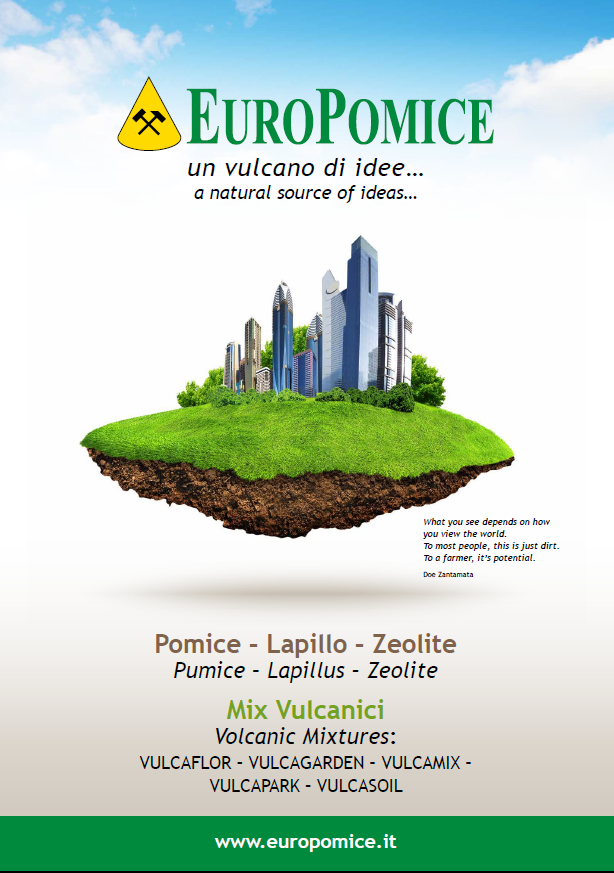 EUROPOMICE
un vulcano di idee...
a natural source of ideas...
What you see depends on how
you view the world.
To most people, this is just dirt.
To a farmer, it's potential.
Doe Zantamata
Pomice - Lapillo - Zeolite
Pumice - Lapillus - Zeolite
Mix Vulcanici
Volcanic Mixtures:
VULCAFLOR - VULCAGARDEN - VULCAMIX -
VULCAPARK - VULCASOIL
www.europomice.it